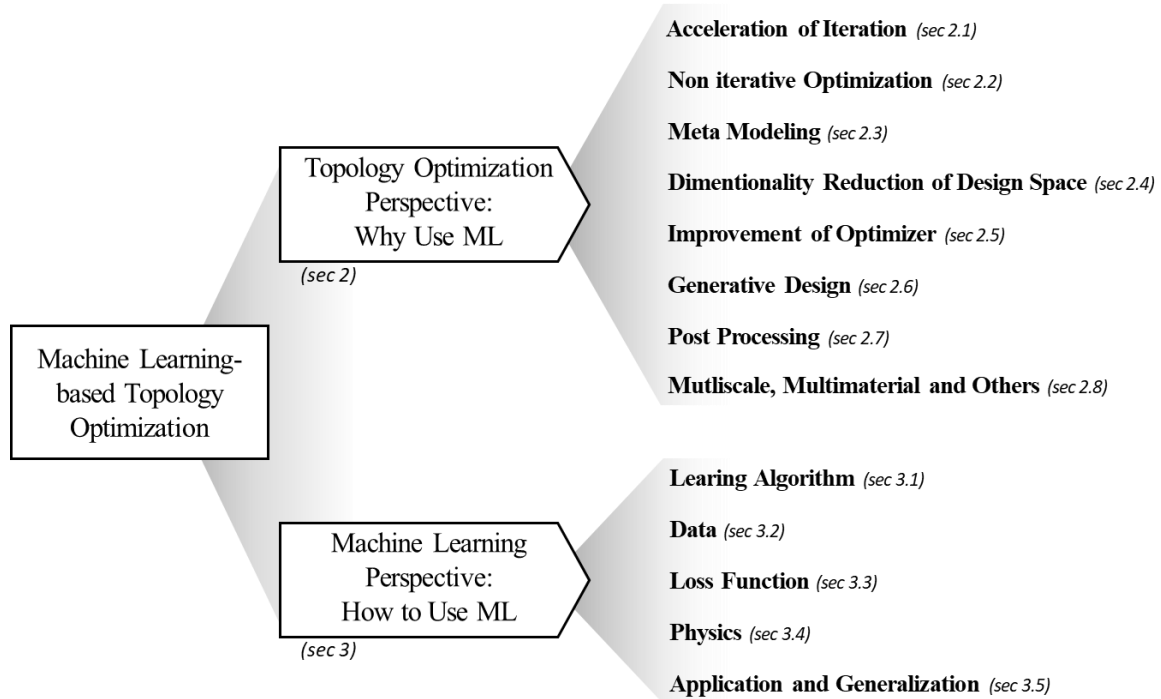 Machine Learning-
based Topology
Optimization
Topology Optimization
Perspective:
Why Use ML
(sec 2)
Acceleration of Iteration (sec 2.1)
Non iterative Optimization (sec 2.2)
Meta Modeling (sec 2.3)
Dimentionality Reduction of Design Space (sec 2.4)
Improvement of Optimizer (sec 2.5)
Generative Design (sec 2.6)
Post Processing (sec 2.7)
Mutliscale, Multimaterial and Others (sec 2.8)
Machine Learning
Perspective:
How to Use ML
(sec 3)
Learing Algorithm (sec 3.1)
Data (sec 3.2)
Loss Function (sec 3.3)
Physics (sec 3.4)
Application and Generalization (sec 3.5)